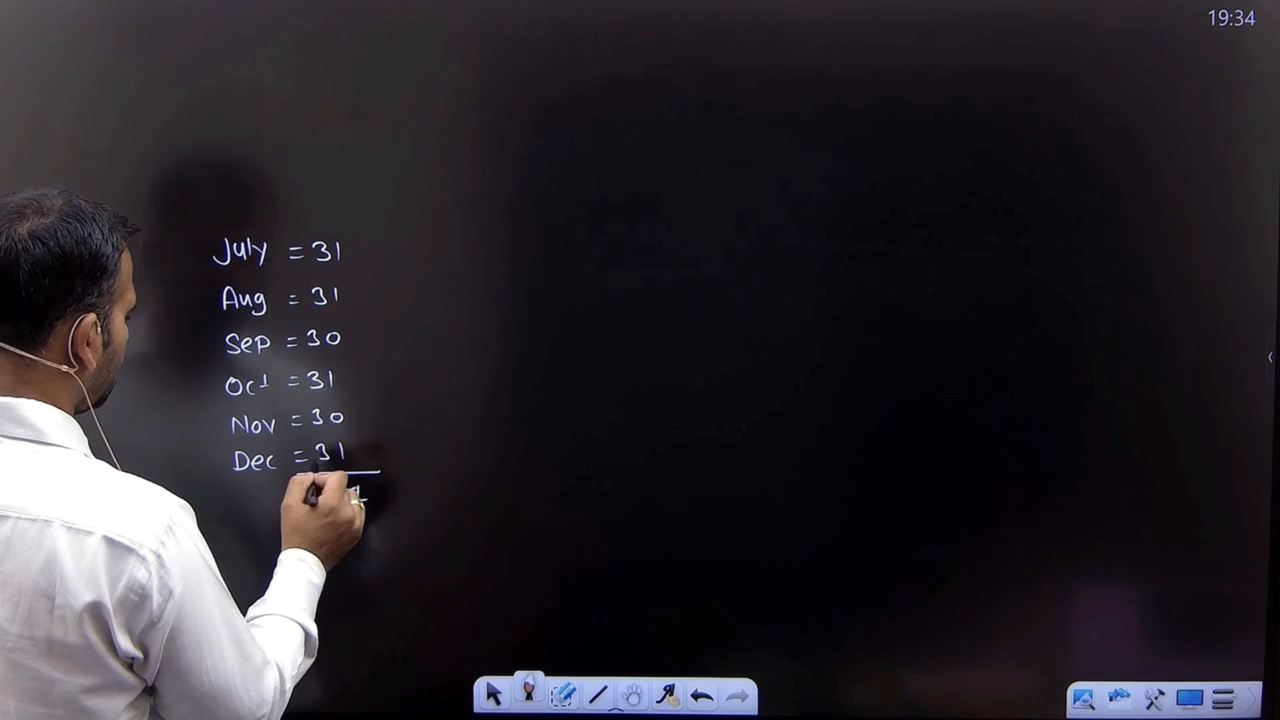 19:34
July = 31
Aug = 31
Sep = 30
Oct = 31
Nov = 30
Dec = 31